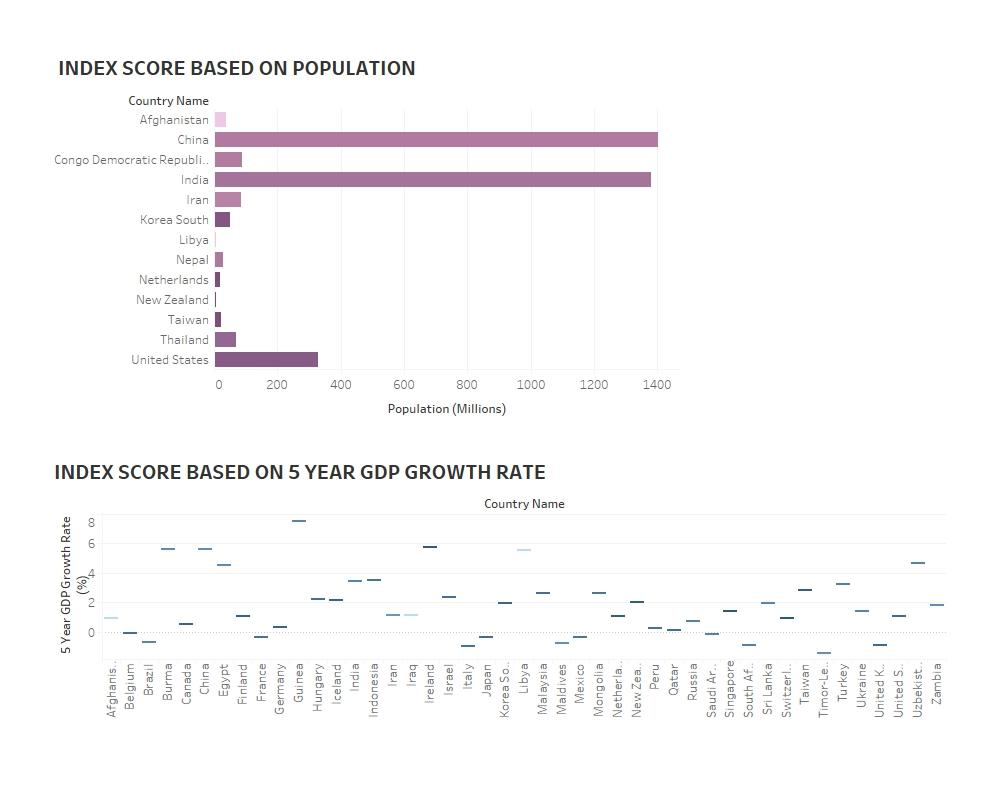 INDEX SCORE BASED ON POPULATION
Country Name
Afghanistan
China
Congo Democratic Republi..
India
Iran
Korea South
Libya
Nepal
Netherlands
New Zealand
Taiwan
Thailand
United States
0 200 400 600 800 1000 1200 1400
Population (Millions)
INDEX SCORE BASED ON 5 YEAR GDP GROWTH RATE
Country Name
5 Year GDP Growth Rate
(%)
8
6
4
2
0
Afghanis..
Belgium
Brazil
Burma
Canada
China
Egypt
Finland
France
Germany
Guinea
Hungary
Iceland
India
Indonesia
Iran
Iraq
Ireland
Israel
Italy
Japan
Korea So..
Libya
Malaysia
Maldives
Mexico
Mongolia
Netherla..
New Zea..
Peru
Qatar
Russia
Saudi Ar..
Singapore
South Af..
Sri Lanka
Switzerl..
Taiwan
Timor-Le..
Turkey
Ukraine
United K..
United S..
Uzbekist..
Zambia